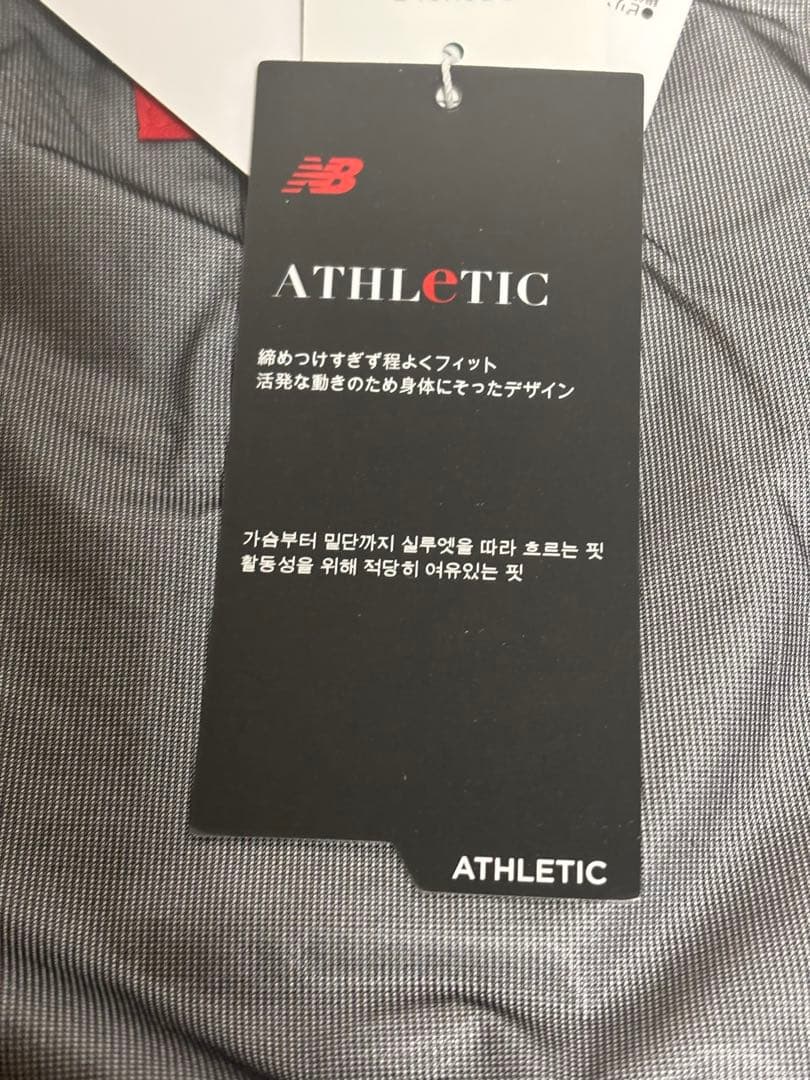 NB
ATHLeTIC
締めつけすぎず程よくフィット
活発な動きのため身体にそったデザイン
가슴부터 밑단까지 실루엣을 따라 흐르는 핏
활동성을 위해 적당히 여유있는 핏
ATHLETIC